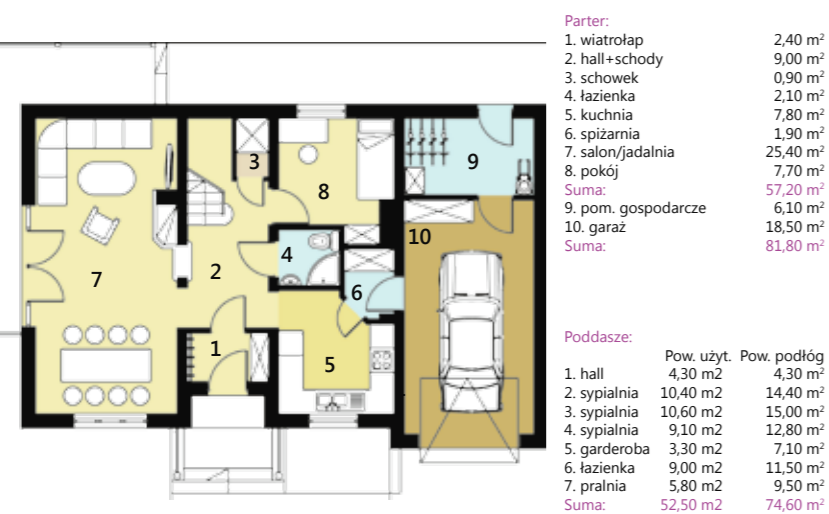 Parter:
1. wiatrołap 2,40 m²
2. hall+schody 9,00 m²
3. schowek 0,90 m²
4. łazienka 2,10 m²
5. kuchnia 7,80 m²
6. spiżarnia 1,90 m²
7. salon/jadalnia 25,40 m²
8. pokój 7,70 m²
Suma: 57,20 m²
9. pom. gospodarcze 6,10 m²
10. garaż 18,50 m²
Suma: 81,80 m²
Poddasze:
Pow. użyt. Pow. podłóg
1. hall 4,30 m2 4,30 m²
2. sypialnia 10,40 m2 14,40 m²
3. sypialnia 10,60 m2 15,00 m²
4. sypialnia 9,10 m2 12,80 m²
5. garderoba 3,30 m2 7,10 m²
6. łazienka 9,00 m2 11,50 m²
7. pralnia 5,80 m2 9,50 m²
Suma: 52,50 m2 74,60 m²
3
9
8
10
4
7
2
6
1
5